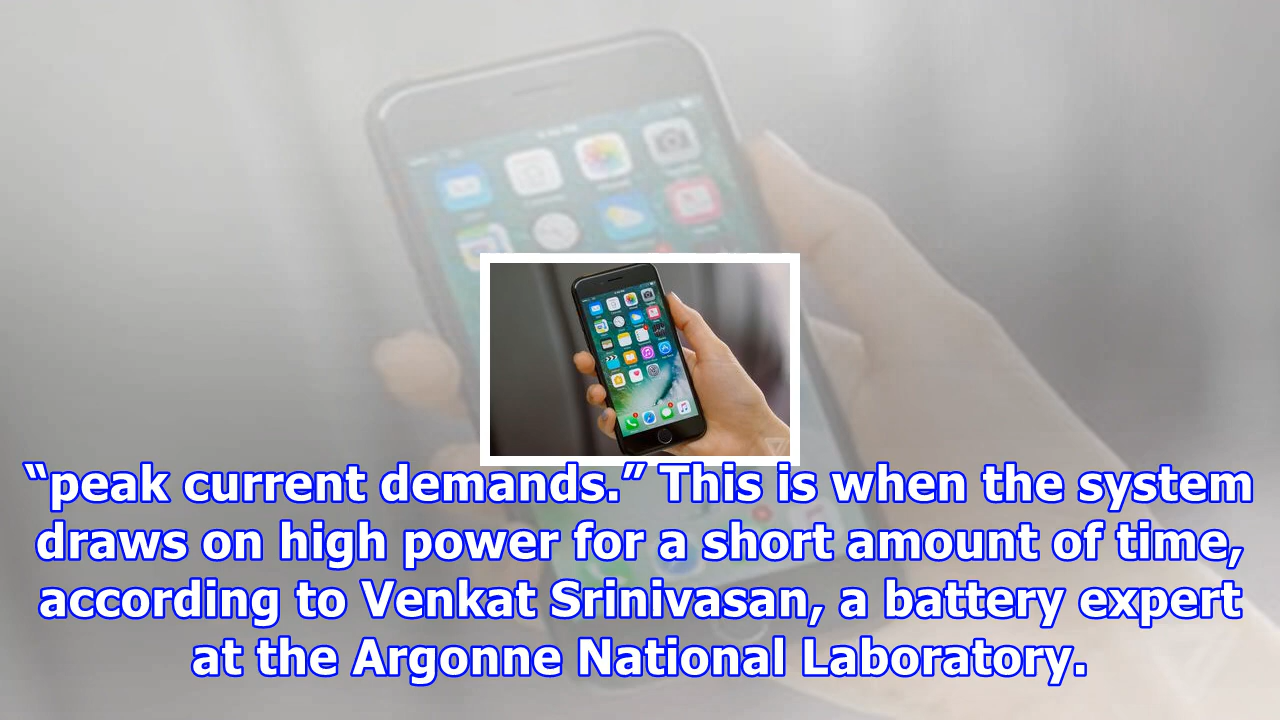 “peak current demands.” This is when the system
draws on high power for a short amount of time,
according to Venkat Srinivasan, a battery expert
at the Argonne National Laboratory.